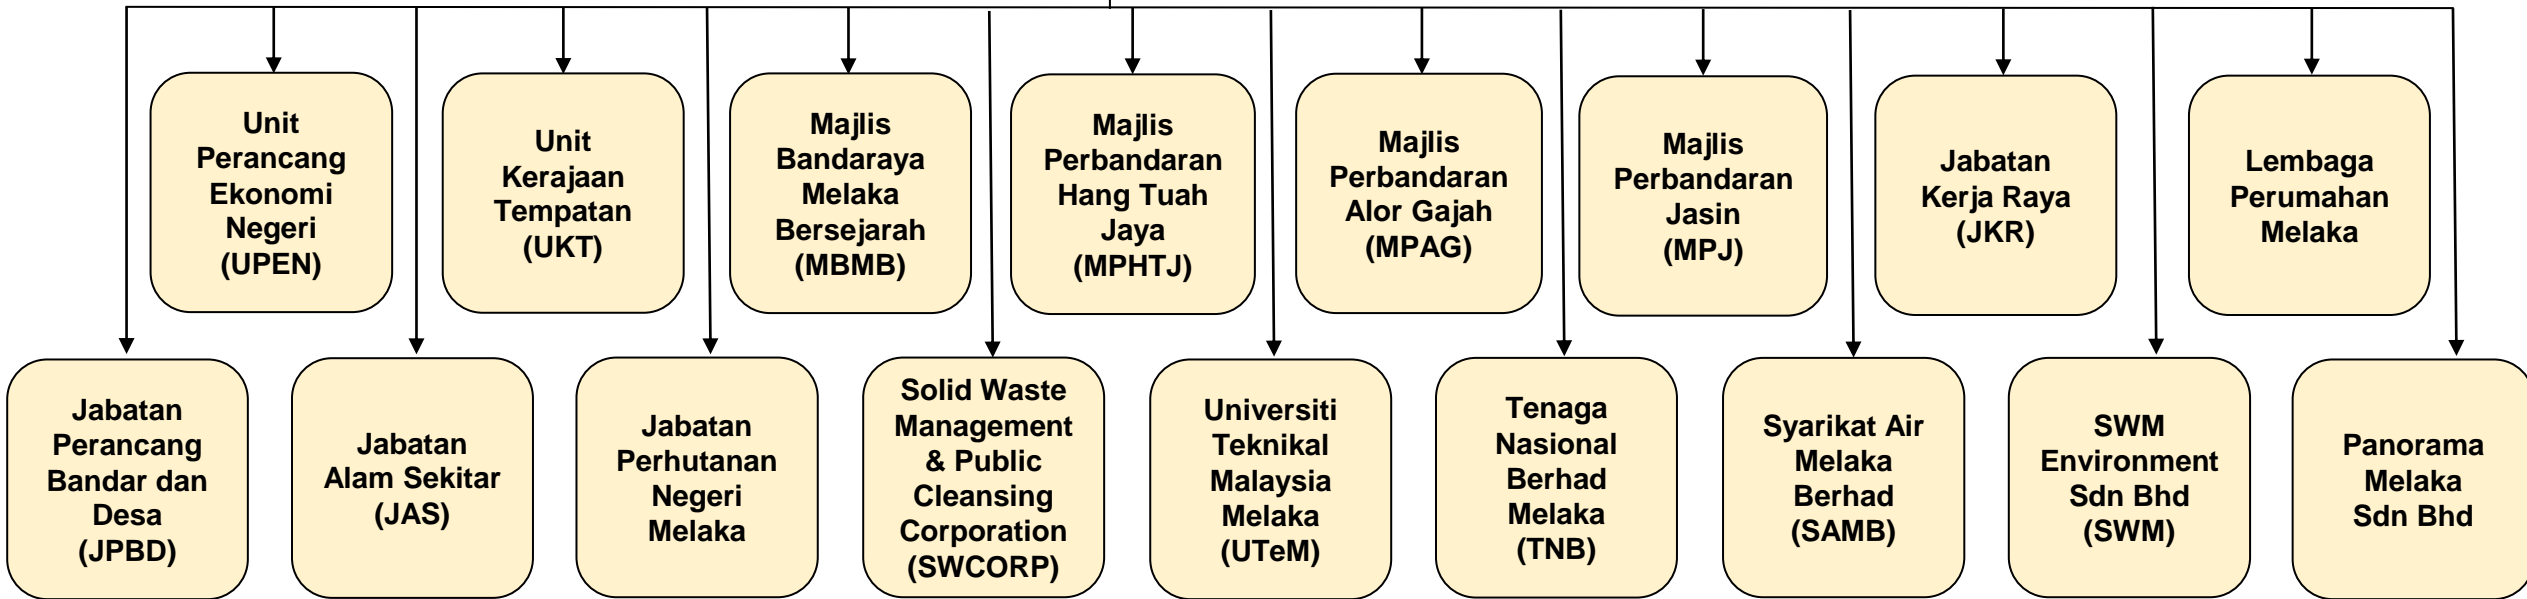 Unit
Perancang
Ekonomi
Negeri
(UPEN)
Unit
Kerajaan
Tempatan
(UKT)
Majlis
Bandaraya
Melaka
Bersejarah
(MBMB)
Majlis
Perbandaran
Hang Tuah
Jaya
(MPHTJ)
Majlis
Perbandaran
Alor Gajah
(MPAG)
Majlis
Perbandaran
Jasin
(MPJ)
Jabatan
Kerja Raya
(JKR)
Lembaga
Perumahan
Melaka
Jabatan
Perancang
Bandar dan
Desa
(JPBD)
Jabatan
Alam Sekitar
(JAS)
Jabatan
Perhutanan
Negeri
Melaka
Solid Waste
Management
& Public
Cleansing
Corporation
(SWCORP)
Universiti
Teknikal
Malaysia
Melaka
(UTeM)
Tenaga
Nasional
Berhad
Melaka
(TNB)
Syarikat Air
Melaka
Berhad
(SAMB)
SWM
Environment
Sdn Bhd
(SWM)
Panorama
Melaka
Sdn Bhd